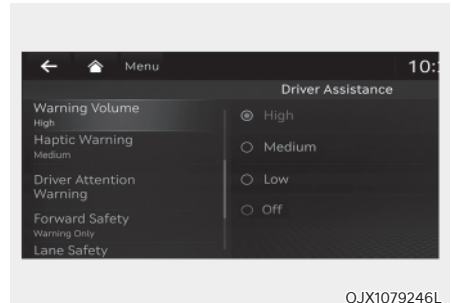 Menu
10:
Driver Assistance
Warning Volume
High
Haptic Warning
Medium
Driver Attention
Warning
Forward Safety
Warning Only
Lane Safety
High
Medium
Low
Off
OJX1079246L